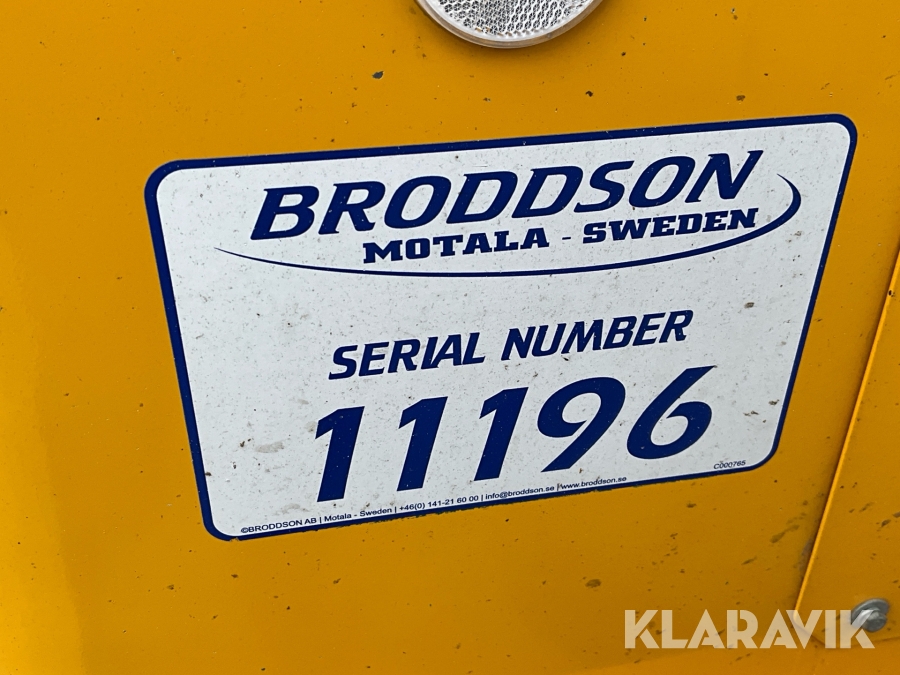 BRODDSON
MOTALA - SWEDEN
SERIAL NUMBER
11196
C000765
©BRODDSON AB | Motala - Sweden | +46(0) 141-21 60 00 | info@broddson.se | www.broddson.se
KLARAVIK